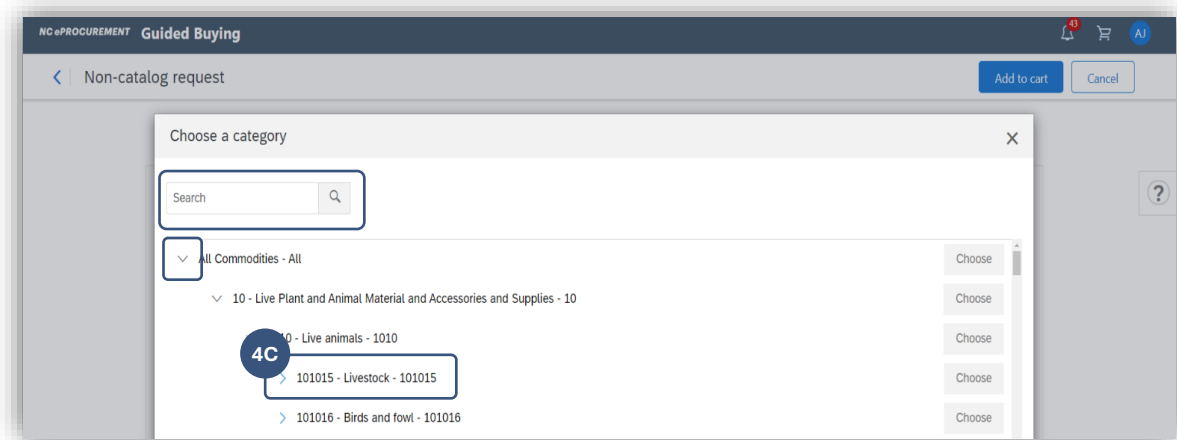 NC ePROCUREMENT Guided Buying 43 AJ
Non-catalog request Add to cart Cancel
Choose a category
Search
?
All Commodities - All Choose
10 - Live Plant and Animal Material and Accessories and Supplies - 10 Choose
10 - Live animals - 1010 Choose
4C
101015 - Livestock - 101015 Choose
101016 - Birds and fowl - 101016 Choose